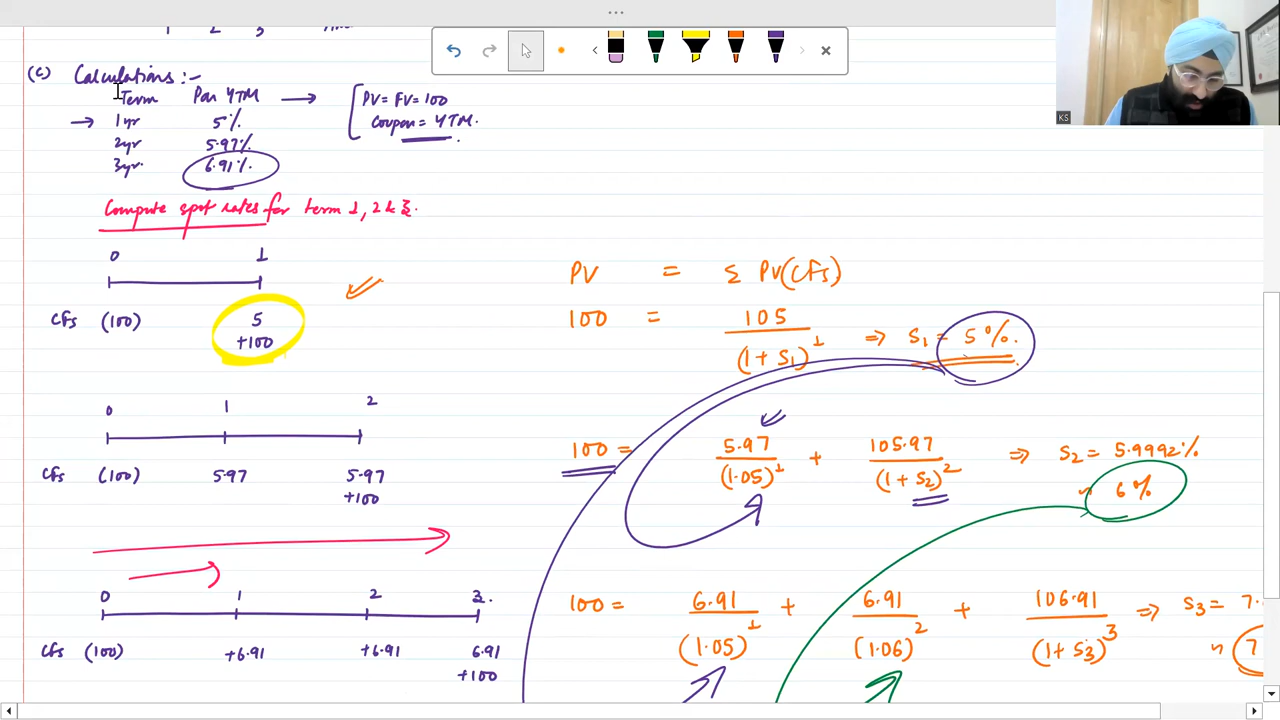 1 2 3
(c) Calculations :-
Term Par YTM → PV = FV = 100
→ 1yr 5% Coupon = YTM.
2yr 5.97%
3yr. 6.91%.
Compute spot rates for term 1, 2 & 3.
0 1
PV = Σ PV(CFs)
CFs (100) 5
+100
100 = 105 / (1 + S₁)¹ ⇒ S₁ = 5%.
0 1 2
100 = 5.97 / (1.05)¹ + 105.97 / (1 + S₂)² ⇒ S₂ = 5.9992%
CFs (100) 5.97 5.97
+100
≈ 6%
0 1 2 3.
100 = 6.91 / (1.05)¹ + 6.91 / (1.06)² + 106.91 / (1 + S₃)³ ⇒ S₃ = 7.
≈ 7
CFs (100) +6.91 +6.91 6.91
+100
KS